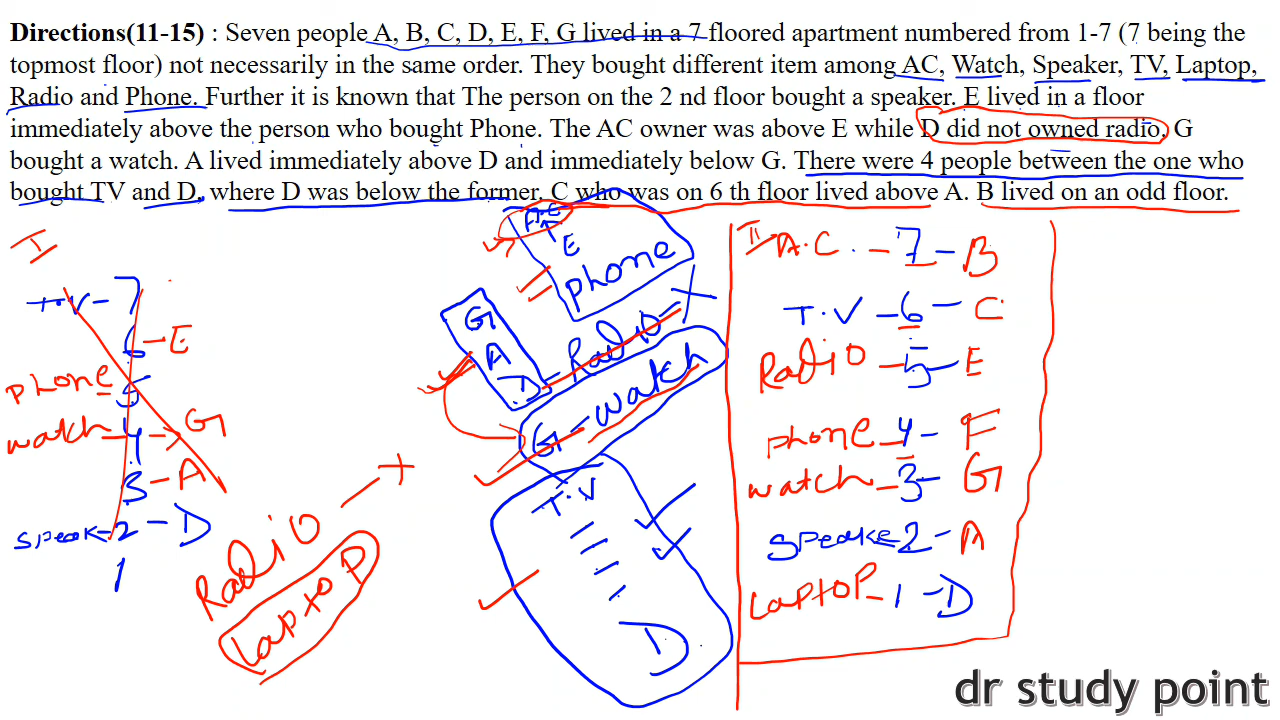 Directions(11-15) : Seven people A, B, C, D, E, F, G lived in a 7 floored apartment numbered from 1-7 (7 being the
topmost floor) not necessarily in the same order. They bought different item among AC, Watch, Speaker, TV, Laptop,
Radio and Phone. Further it is known that The person on the 2 nd floor bought a speaker. E lived in a floor
immediately above the person who bought Phone. The AC owner was above E while D did not owned radio, G
bought a watch. A lived immediately above D and immediately below G. There were 4 people between the one who
bought TV and D, where D was below the former. C who was on 6 th floor lived above A. B lived on an odd floor.
I
T.V - 7
6 - E
phone 5
watch - 4 - G
3 - A
speak - 2 - D
1
Radio - +
Laptop
E
phone
G
A
D - Radio +
G - watch
T.V
D
II
A.C. - 7 - B
T.V - 6 - C
Radio - 5 - E
phone - 4 - F
watch - 3 - G
speake 2 - A
Laptop - 1 - D
dr study point